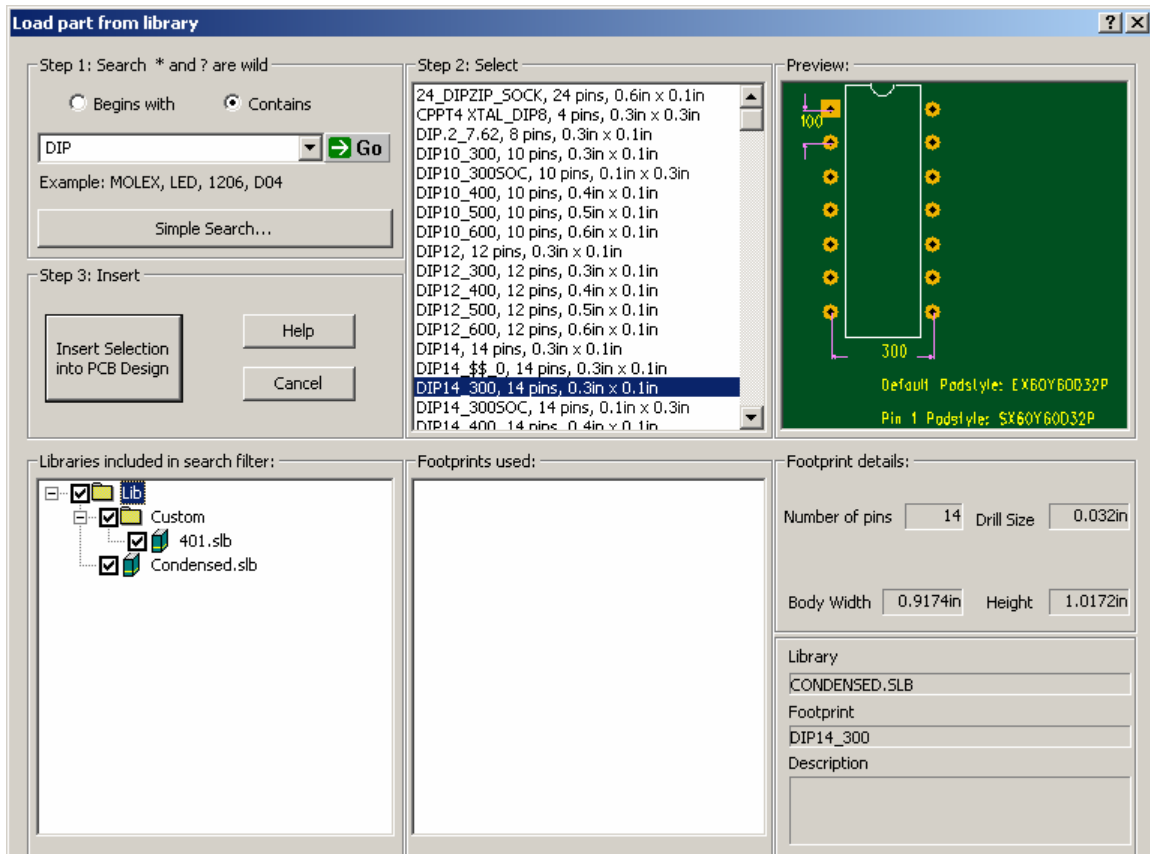 Load part from library
Step 1: Search * and ? are wild
Begins with
Contains
DIP
Go
Example: MOLEX, LED, 1206, D04
Simple Search...
Step 3: Insert
Insert Selection
into PCB Design
Help
Cancel
Step 2: Select
24_DIPZIP_SOCK, 24 pins, 0.6in x 0.1in
CPPT4 XTAL_DIP8, 4 pins, 0.3in x 0.3in
DIP.2_7.62, 8 pins, 0.3in x 0.1in
DIP10_300, 10 pins, 0.3in x 0.1in
DIP10_300SOC, 10 pins, 0.1in x 0.3in
DIP10_400, 10 pins, 0.4in x 0.1in
DIP10_500, 10 pins, 0.5in x 0.1in
DIP10_600, 10 pins, 0.6in x 0.1in
DIP12, 12 pins, 0.3in x 0.1in
DIP12_300, 12 pins, 0.3in x 0.1in
DIP12_400, 12 pins, 0.4in x 0.1in
DIP12_500, 12 pins, 0.5in x 0.1in
DIP12_600, 12 pins, 0.6in x 0.1in
DIP14, 14 pins, 0.3in x 0.1in
DIP14_$$_0, 14 pins, 0.3in x 0.1in
DIP14_300, 14 pins, 0.3in x 0.1in
DIP14_300SOC, 14 pins, 0.1in x 0.3in
DIP14_400, 14 pins, 0.4in x 0.1in
Preview:
100
300
Default Padstyle: EX60Y60D32P
Pin 1 Padstyle: SX60Y60D32P
Libraries included in search filter:
Lib
Custom
401.slb
Condensed.slb
Footprints used:
Footprint details:
Number of pins 14 Drill Size 0.032in
Body Width 0.9174in Height 1.0172in
Library
CONDENSED.SLB
Footprint
DIP14_300
Description